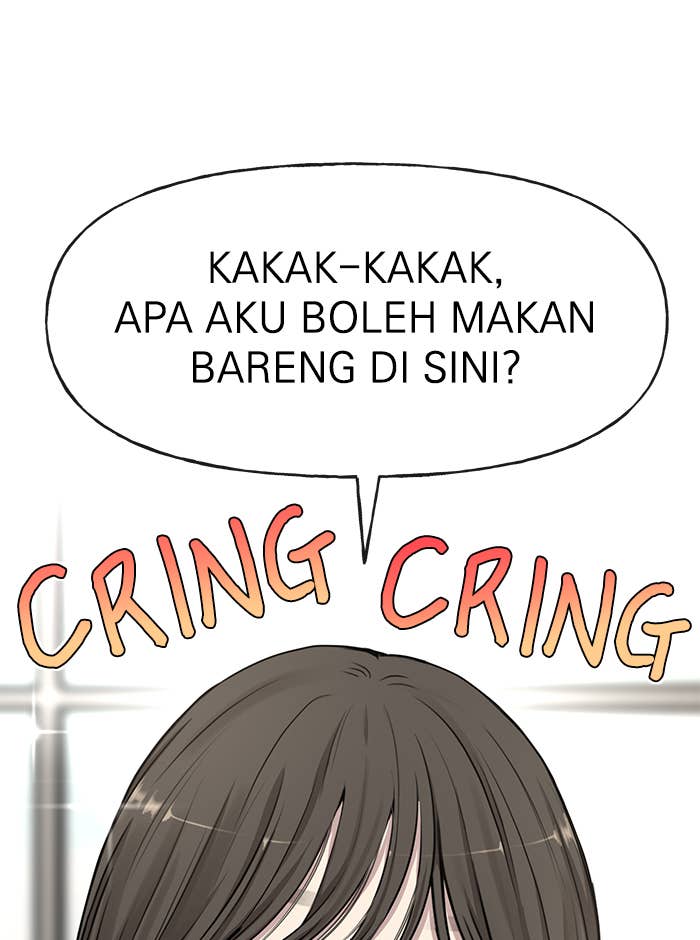 KAKAK-KAKAK,
APA AKU BOLEH MAKAN
BARENG DI SINI?
CRING CRING